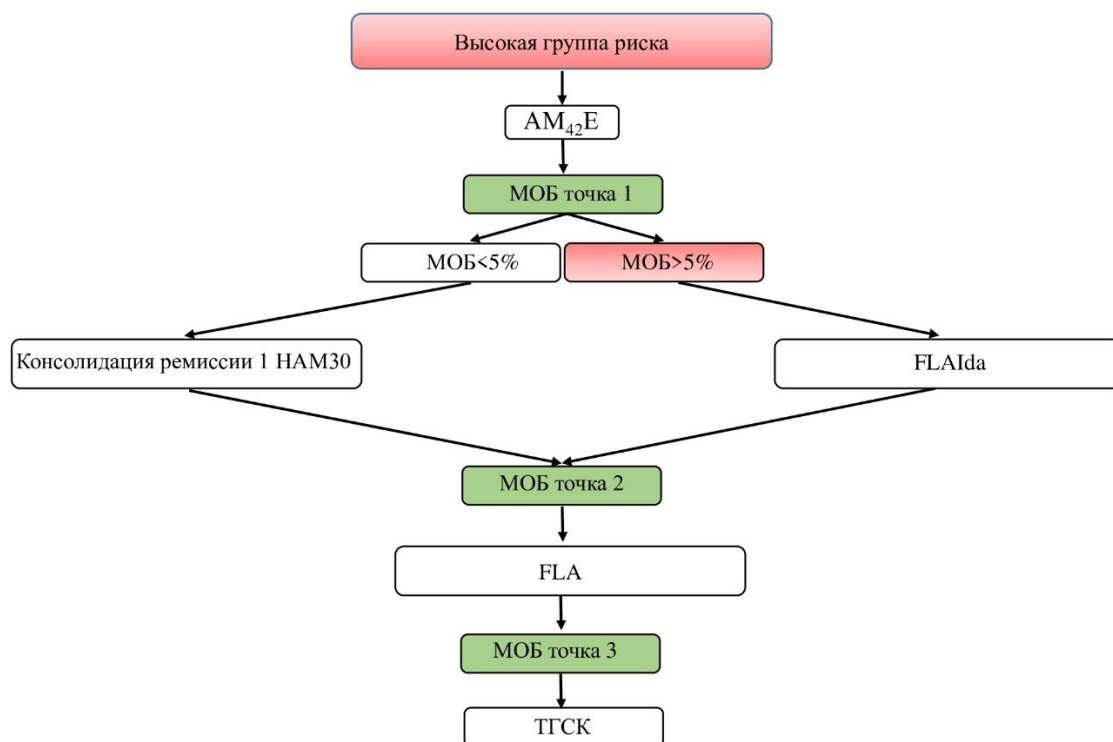 Высокая группа риска
AM₄₂E
МОБ точка 1
МОБ<5%
МОБ>5%
Консолидация ремиссии 1 HAM30
FLAIda
МОБ точка 2
FLA
МОБ точка 3
ТГСК